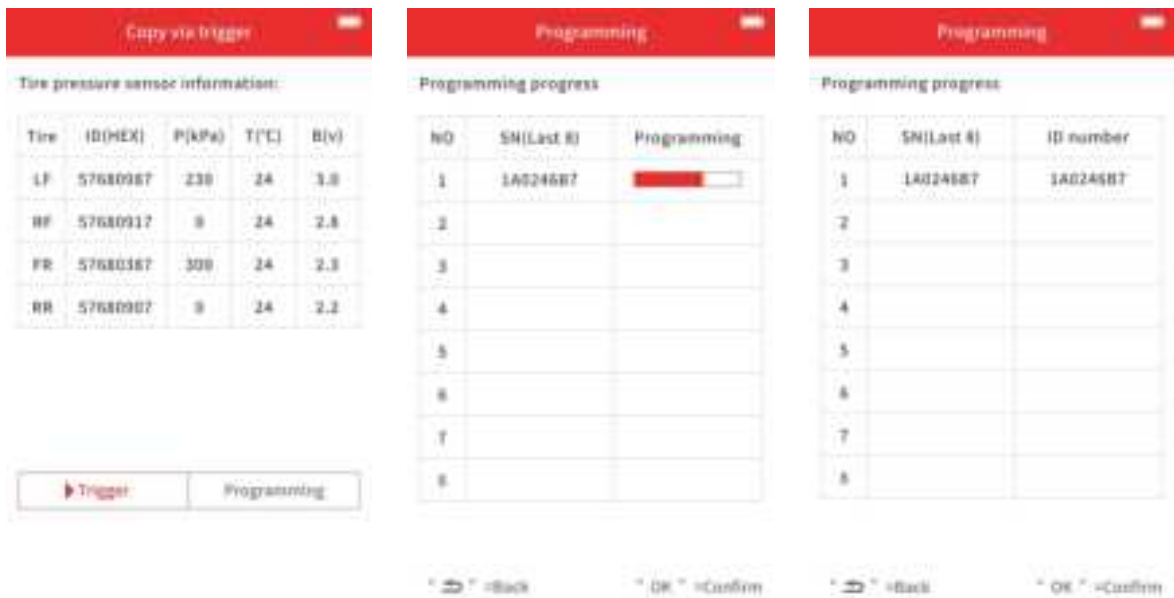 Copy via trigger
Tire pressure sensor information:
Tire ID(HEX) P(kPa) T(℃) B(v)
LF 57680987 230 24 3.0
RF 57680917 0 24 2.8
FR 57680387 300 24 2.3
RR 57680907 0 24 2.2
Trigger Programming
Programming
Programming progress
NO SN(Last 8) Programming
1 1A0246B7
2
3
4
5
6
7
8
" " =Back " OK " =Confirm
Programming
Programming progress
NO SN(Last 8) ID number
1 1A0246B7 1A0246B7
2
3
4
5
6
7
8
" " =Back " OK " =Confirm